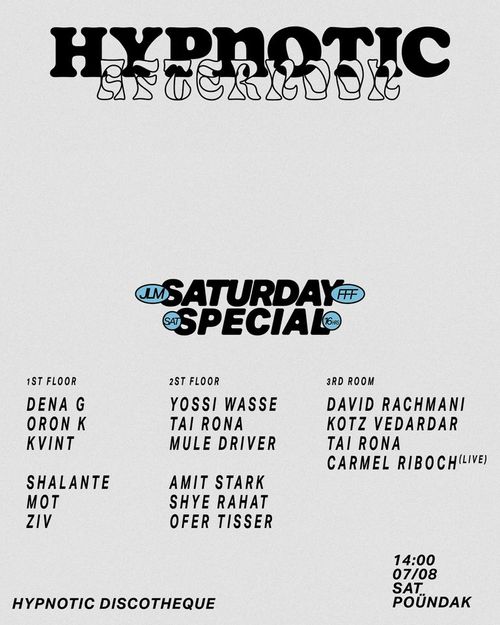 HYPNOTIC
AFTERNOON
JLM SATURDAY FFF
SAT SPECIAL 16HRS
1ST FLOOR
DENA G
ORON K
KVINT
SHALANTE
MOT
ZIV
2ST FLOOR
YOSSI WASSE
TAI RONA
MULE DRIVER
AMIT STARK
SHYE RAHAT
OFER TISSER
3RD ROOM
DAVID RACHMANI
KOTZ VEDARDAR
TAI RONA
CARMEL RIBOCH(LIVE)
14:00
07/08
SAT
POÜNDAK
HYPNOTIC DISCOTHEQUE